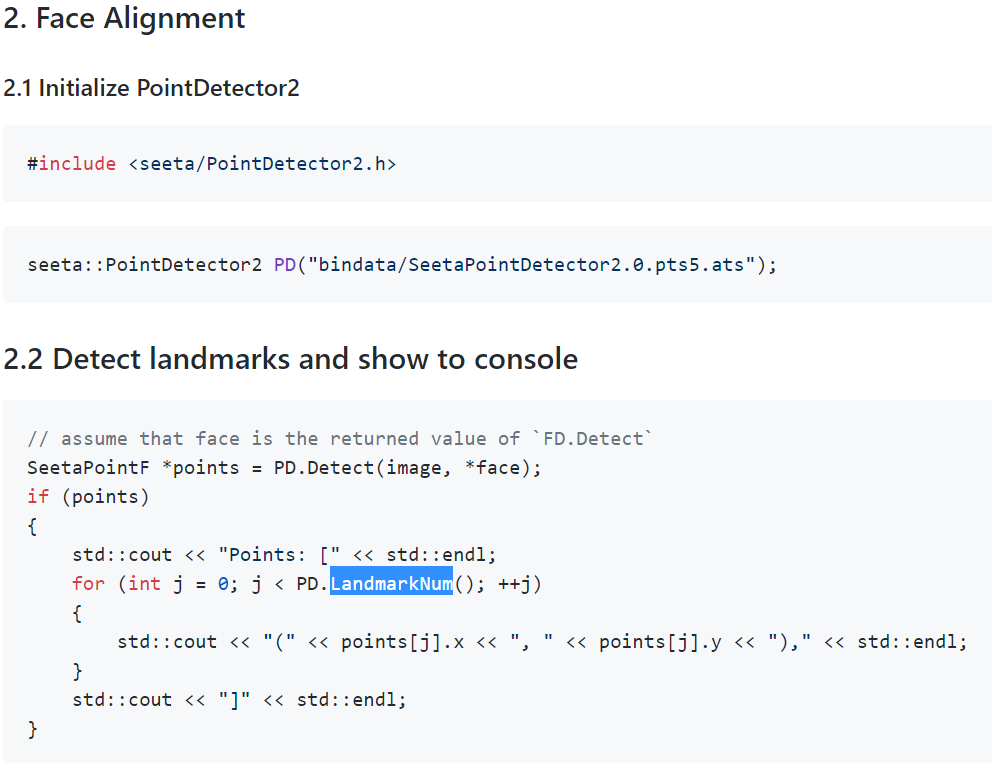 2. Face Alignment
2.1 Initialize PointDetector2
#include <seeta/PointDetector2.h>
seeta::PointDetector2 PD("bindata/SeetaPointDetector2.0.pts5.ats");
2.2 Detect landmarks and show to console
// assume that face is the returned value of `FD.Detect`
SeetaPointF *points = PD.Detect(image, *face);
if (points)
{
    std::cout << "Points: [" << std::endl;
    for (int j = 0; j < PD.LandmarkNum(); ++j)
    {
        std::cout << "(" << points[j].x << ", " << points[j].y << ")," << std::endl;
    }
    std::cout << "]" << std::endl;
}